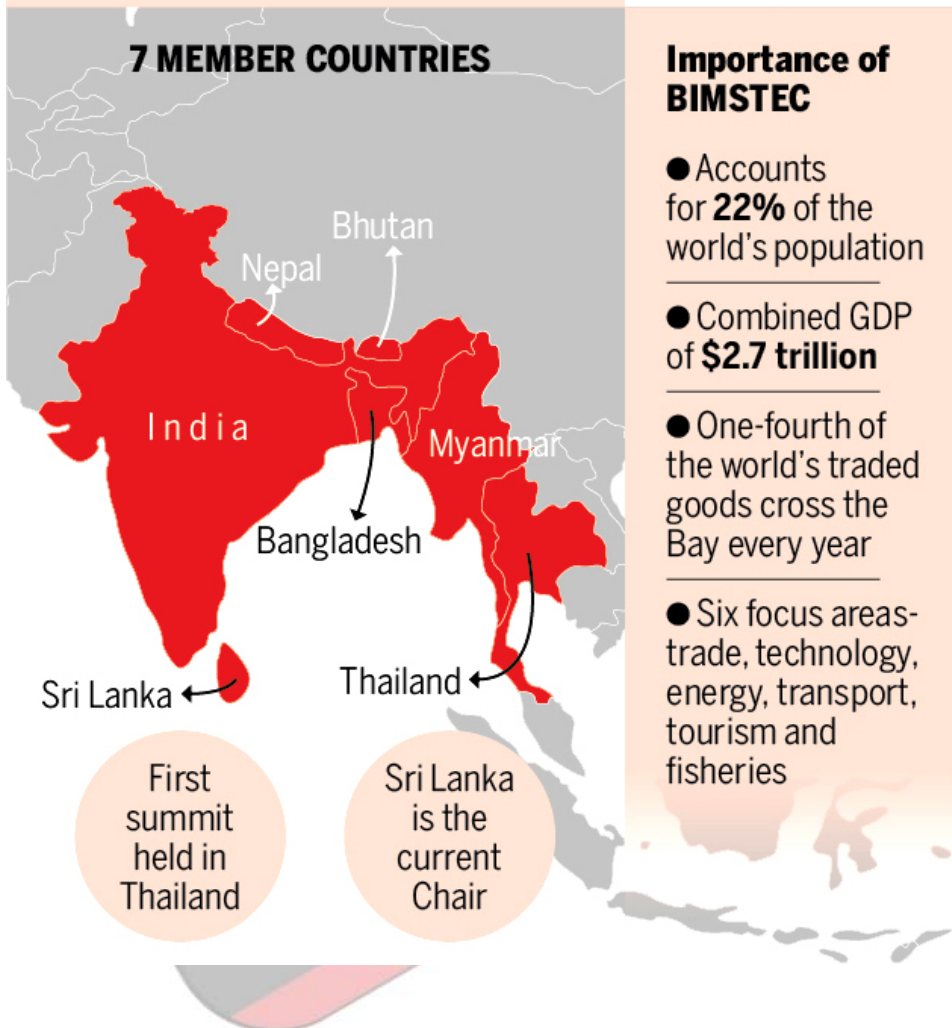 7 MEMBER COUNTRIES
Bhutan
Nepal
India
Myanmar
Bangladesh
Sri Lanka
Thailand
First
summit
held in
Thailand
Sri Lanka
is the
current
Chair
Importance of
BIMSTEC
● Accounts
for 22% of the
world's population
● Combined GDP
of $2.7 trillion
● One-fourth of
the world's traded
goods cross the
Bay every year
● Six focus areas-
trade, technology,
energy, transport,
tourism and
fisheries